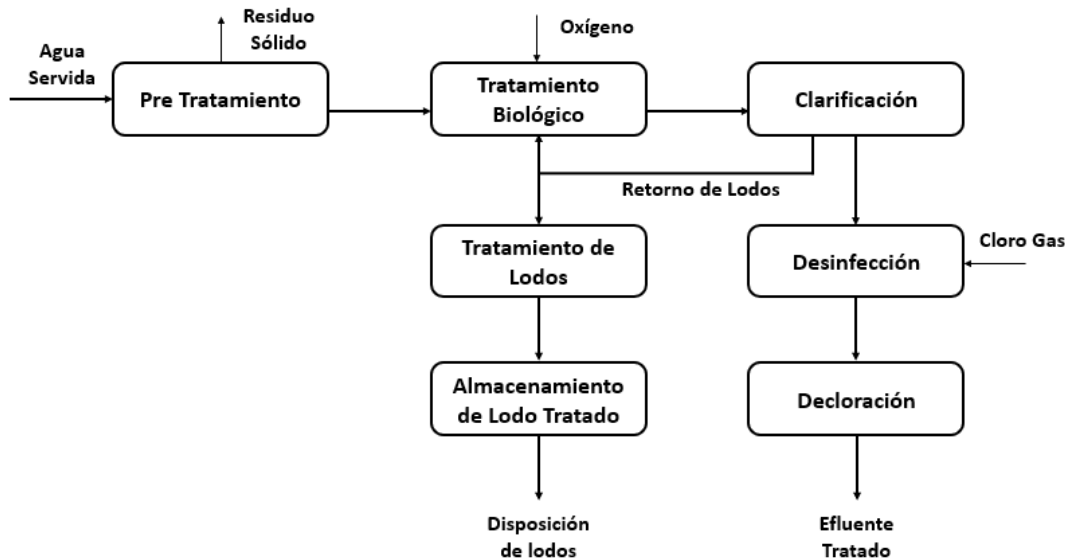 Residuo
Sólido
Oxígeno
Agua
Servida
Pre Tratamiento
Tratamiento
Biológico
Clarificación
Retorno de Lodos
Tratamiento de
Lodos
Desinfección
Cloro Gas
Almacenamiento
de Lodo Tratado
Decloración
Disposición
de lodos
Efluente
Tratado